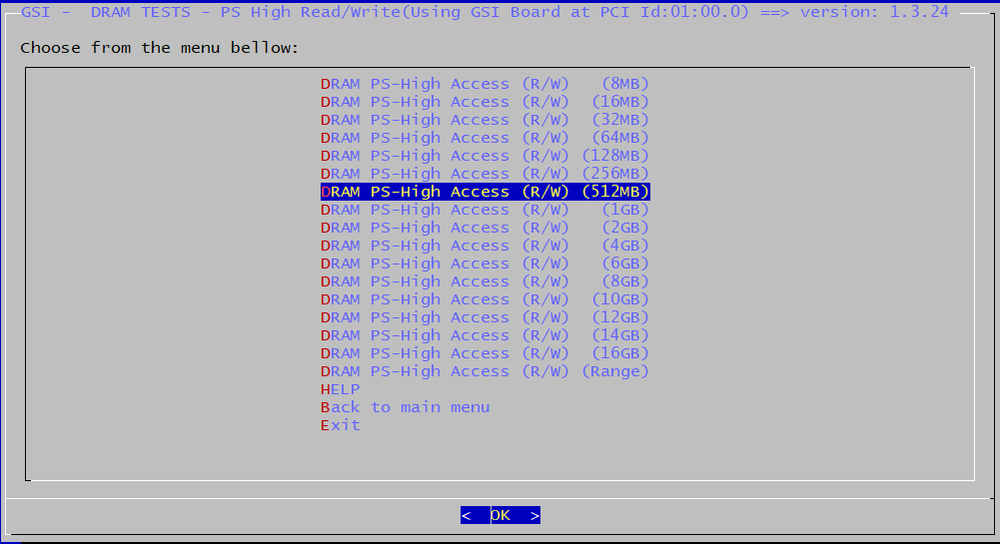 GSI -  DRAM TESTS - PS High Read/Write(Using GSI Board at PCI Id:01:00.0) ==> version: 1.3.24
Choose from the menu bellow:
DRAM PS-High Access (R/W)   (8MB)
DRAM PS-High Access (R/W)  (16MB)
DRAM PS-High Access (R/W)  (32MB)
DRAM PS-High Access (R/W)  (64MB)
DRAM PS-High Access (R/W) (128MB)
DRAM PS-High Access (R/W) (256MB)
DRAM PS-High Access (R/W) (512MB)
DRAM PS-High Access (R/W)   (1GB)
DRAM PS-High Access (R/W)   (2GB)
DRAM PS-High Access (R/W)   (4GB)
DRAM PS-High Access (R/W)   (6GB)
DRAM PS-High Access (R/W)   (8GB)
DRAM PS-High Access (R/W)  (10GB)
DRAM PS-High Access (R/W)  (12GB)
DRAM PS-High Access (R/W)  (14GB)
DRAM PS-High Access (R/W)  (16GB)
DRAM PS-High Access (R/W) (Range)
HELP
Back to main menu
Exit
<  OK  >